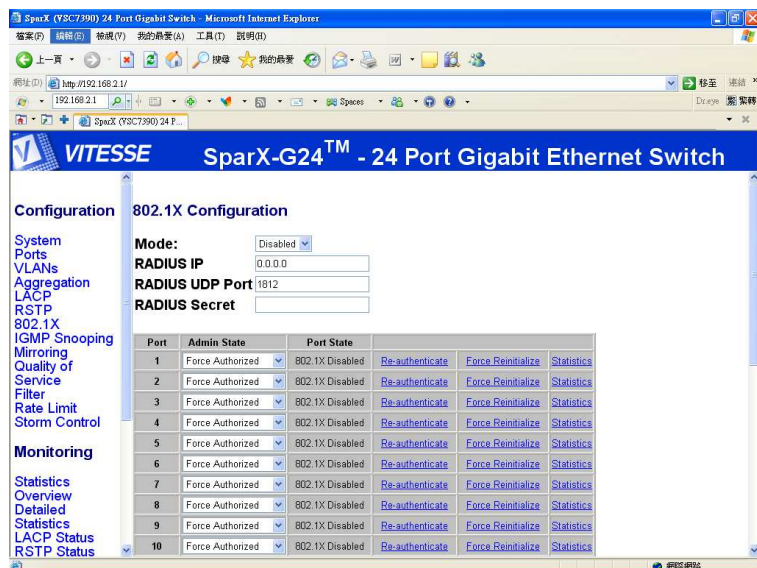 SparX (VSC7390) 24 Port Gigabit Switch - Microsoft Internet Explorer
檔案(F) 編輯(E) 檢視(V) 我的最愛(A) 工具(T) 說明(H)
上一頁 搜尋 我的最愛
網址(D) http://192.168.2.1/ 移至 連結 »
192.168.2.1 Spaces Dr.eye 繁 繁轉
SparX (VSC7390) 24 P...
VITESSE SparX-G24™ - 24 Port Gigabit Ethernet Switch
Configuration
System
Ports
VLANs
Aggregation
LACP
RSTP
802.1X
IGMP Snooping
Mirroring
Quality of
Service
Filter
Rate Limit
Storm Control
Monitoring
Statistics
Overview
Detailed
Statistics
LACP Status
RSTP Status
802.1X Configuration
Mode: Disabled
RADIUS IP 0.0.0.0
RADIUS UDP Port 1812
RADIUS Secret
Port Admin State Port State
1 Force Authorized 802.1X Disabled Re-authenticate Force Reinitialize Statistics
2 Force Authorized 802.1X Disabled Re-authenticate Force Reinitialize Statistics
3 Force Authorized 802.1X Disabled Re-authenticate Force Reinitialize Statistics
4 Force Authorized 802.1X Disabled Re-authenticate Force Reinitialize Statistics
5 Force Authorized 802.1X Disabled Re-authenticate Force Reinitialize Statistics
6 Force Authorized 802.1X Disabled Re-authenticate Force Reinitialize Statistics
7 Force Authorized 802.1X Disabled Re-authenticate Force Reinitialize Statistics
8 Force Authorized 802.1X Disabled Re-authenticate Force Reinitialize Statistics
9 Force Authorized 802.1X Disabled Re-authenticate Force Reinitialize Statistics
10 Force Authorized 802.1X Disabled Re-authenticate Force Reinitialize Statistics